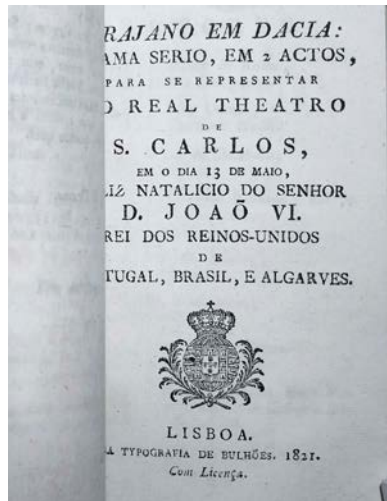 RAJANO EM DACIA:
AMA SERIO, EM 2 ACTOS,
PARA SE REPRESENTAR
O REAL THEATRO
DE
S. CARLOS,
EM O DIA 13 DE MAIO,
LIZ NATALICIO DO SENHOR
D. JOAÕ VI.
REI DOS REINOS-UNIDOS
DE
TUGAL, BRASIL, E ALGARVES.
LISBOA.
A TYPOGRAFIA DE BULHÕES. 1821.
Com Licença.